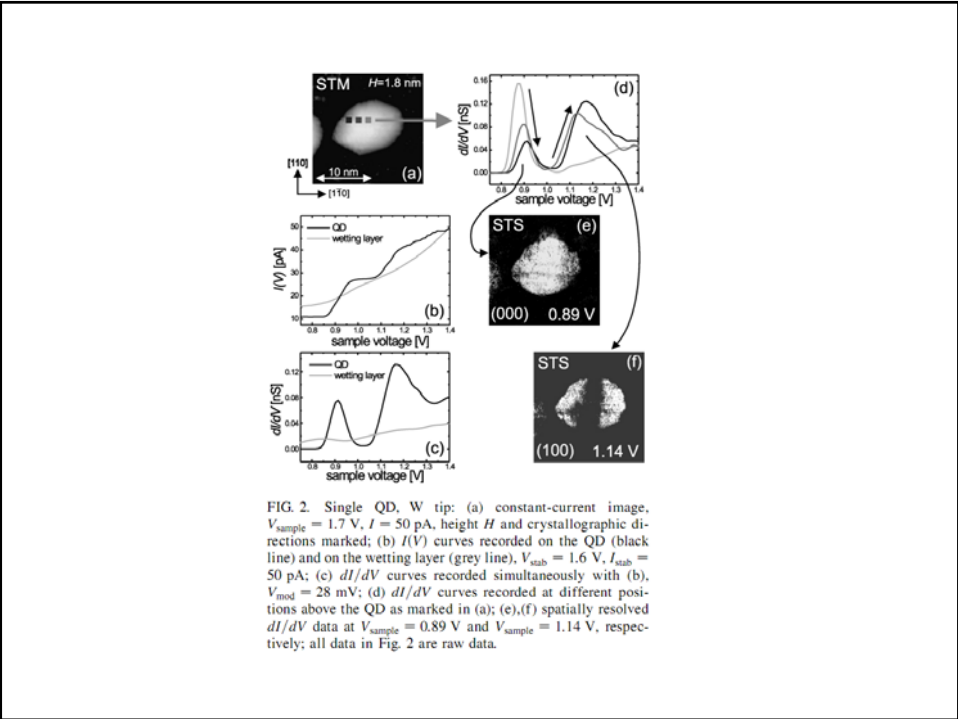 STM H=1.8 nm
(a)
10 nm
[110]
[11̄0]
(d)
dI/dV [nS]
0.16
0.12
0.08
0.04
0.00
0.8 0.9 1.0 1.1 1.2 1.3 1.4
sample voltage [V]
QD
wetting layer
I(V) [pA]
50
40
30
20
10
(b)
0.8 0.9 1.0 1.1 1.2 1.3 1.4
sample voltage [V]
STS (e)
(000) 0.89 V
QD
wetting layer
dI/dV [nS]
0.12
0.08
0.04
0.00
(c)
0.8 0.9 1.0 1.1 1.2 1.3 1.4
sample voltage [V]
STS (f)
(100) 1.14 V
FIG. 2. Single QD, W tip: (a) constant-current image,
Vsample = 1.7 V, I = 50 pA, height H and crystallographic di-
rections marked; (b) I(V) curves recorded on the QD (black
line) and on the wetting layer (grey line), Vstab = 1.6 V, Istab =
50 pA; (c) dI/dV curves recorded simultaneously with (b),
Vmod = 28 mV; (d) dI/dV curves recorded at different posi-
tions above the QD as marked in (a); (e),(f) spatially resolved
dI/dV data at Vsample = 0.89 V and Vsample = 1.14 V, respec-
tively; all data in Fig. 2 are raw data.